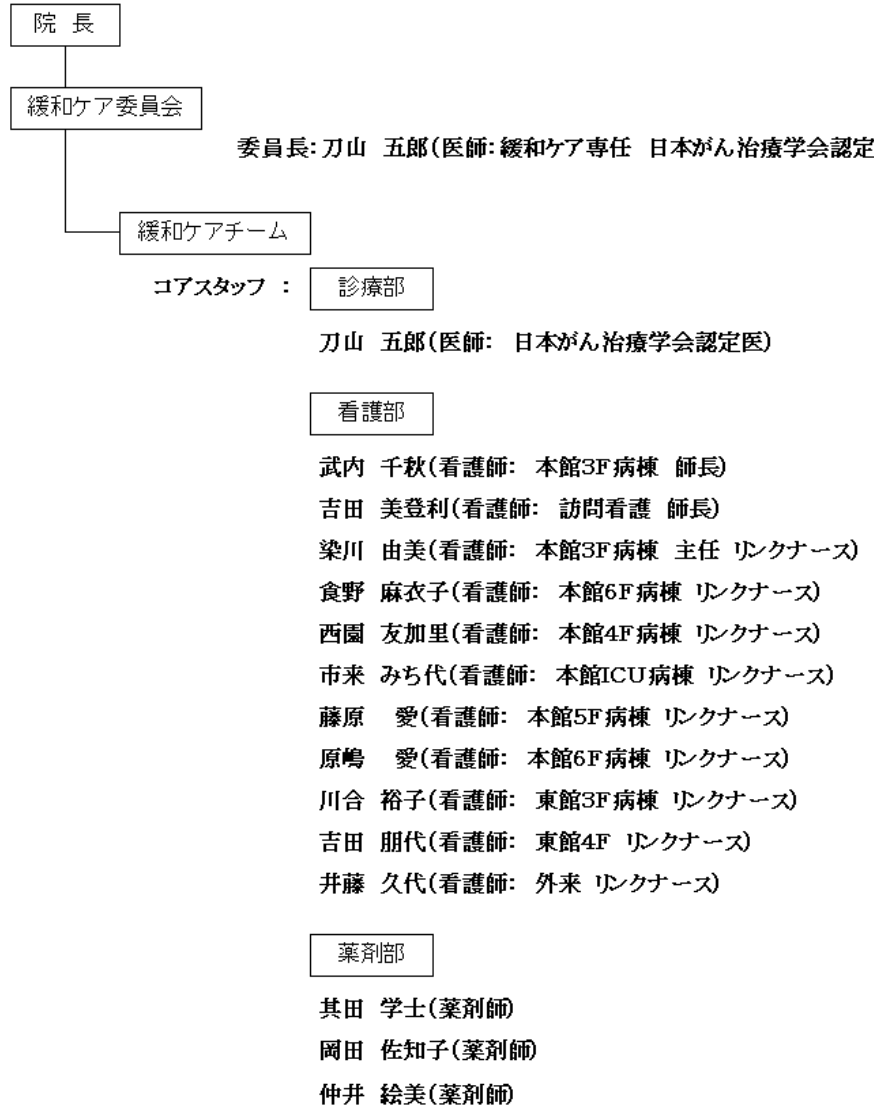 院 長
緩和ケア委員会
委員長：刀山 五郎（医師：緩和ケア専任 日本がん治療学会認定
緩和ケアチーム
コアスタッフ ： 診療部
刀山 五郎（医師： 日本がん治療学会認定医）
看護部
武内 千秋（看護師： 本館3F病棟 師長）
吉田 美登利（看護師： 訪問看護 師長）
染川 由美（看護師： 本館3F病棟 主任 リンクナース）
食野 麻衣子（看護師： 本館6F病棟 リンクナース）
西園 友加里（看護師： 本館4F病棟 リンクナース）
市来 みち代（看護師： 本館ICU病棟 リンクナース）
藤原 愛（看護師： 本館5F病棟 リンクナース）
原嶋 愛（看護師： 本館6F病棟 リンクナース）
川合 裕子（看護師： 東館3F病棟 リンクナース）
吉田 朋代（看護師： 東館4F リンクナース）
井藤 久代（看護師： 外来 リンクナース）
薬剤部
其田 学士（薬剤師）
岡田 佐知子（薬剤師）
仲井 絵美（薬剤師）